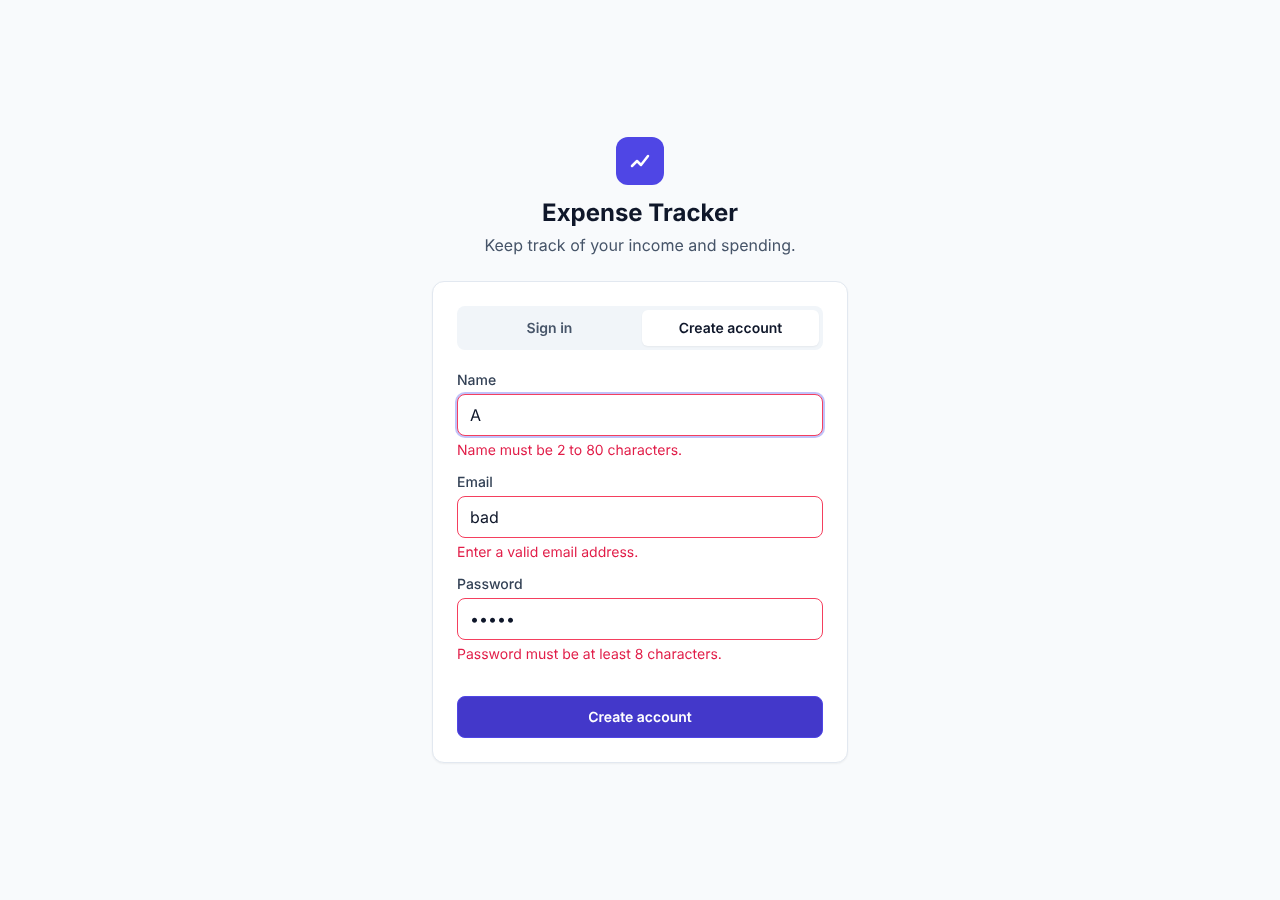 Expense Tracker
Keep track of your income and spending.
Sign in
Create account
Name
A
Name must be 2 to 80 characters.
Email
bad
Enter a valid email address.
Password
•••••
Password must be at least 8 characters.
Create account